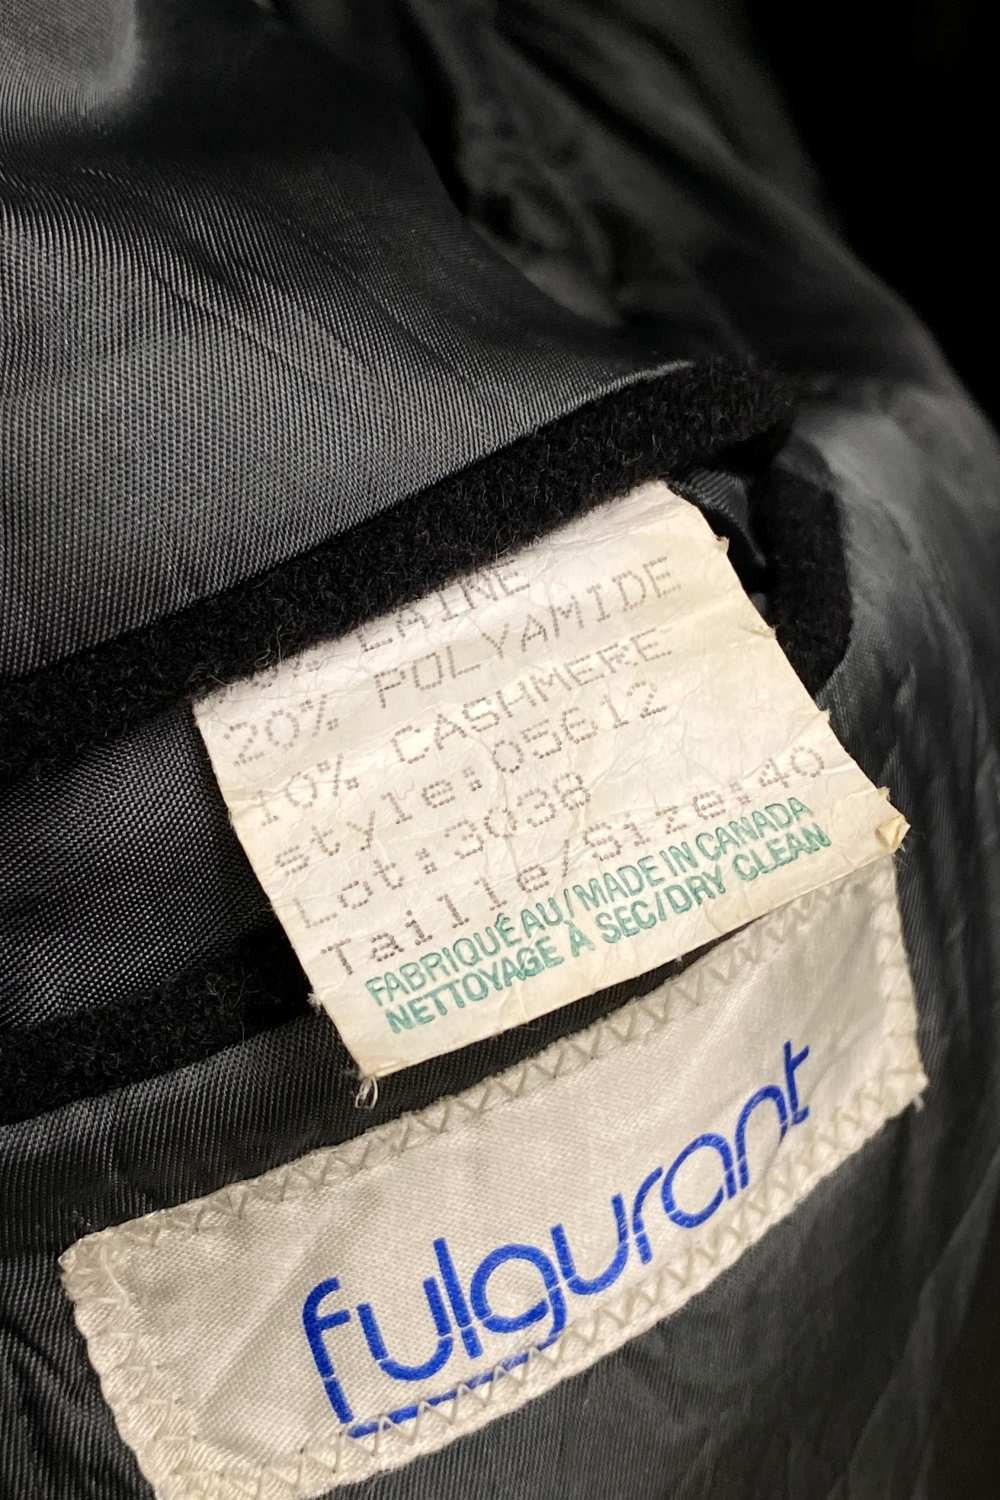 % LAINE
20% POLYAMIDE
10% CASHMERE
style:05612
Lot:3038
Taille/Size:40
FABRIQUÉ AU/MADE IN CANADA
NETTOYAGE À SEC/DRY CLEAN
fulgurant